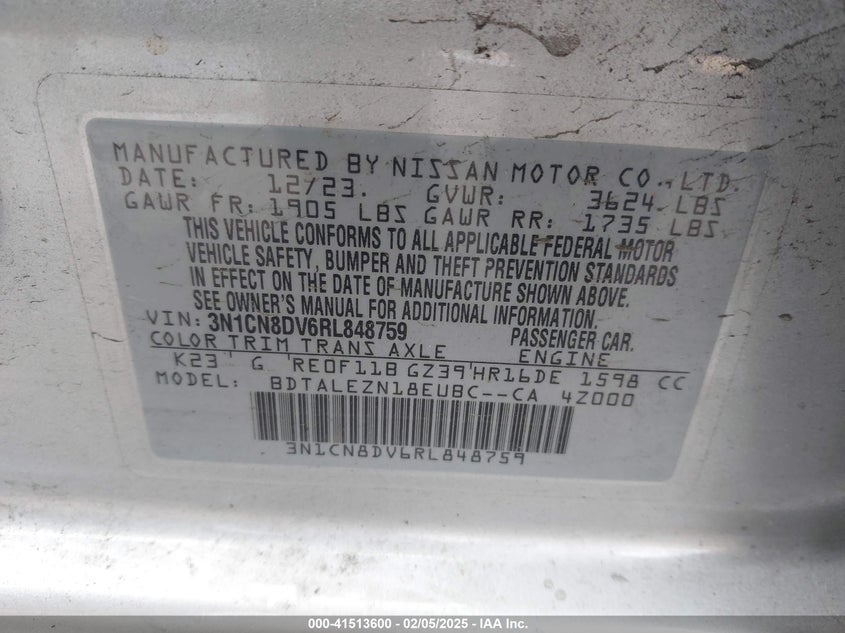 MANUFACTURED BY NISSAN MOTOR CO., LTD.
DATE: 12/23. GVWR: 3624 LBS
GAWR FR: 1905 LBS GAWR RR: 1735 LBS
THIS VEHICLE CONFORMS TO ALL APPLICABLE FEDERAL MOTOR
VEHICLE SAFETY, BUMPER AND THEFT PREVENTION STANDARDS
IN EFFECT ON THE DATE OF MANUFACTURE SHOWN ABOVE.
SEE OWNER'S MANUAL FOR ADDITIONAL INFORMATION.
VIN: 3N1CN8DV6RL848759 PASSENGER CAR.
COLOR TRIM TRANS AXLE ENGINE
K23 G RE0F11B GZ39 HR16DE 1598 CC
MODEL: BDTALEZN18EUBC--CA 4Z000
3N1CN8DV6RL848759
000-41513600 - 02/05/2025 - IAA Inc.